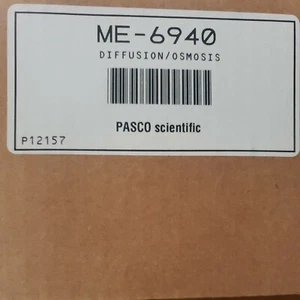 ME-6940
DIFFUSION/OSMOSIS
PASCO scientific
P12157